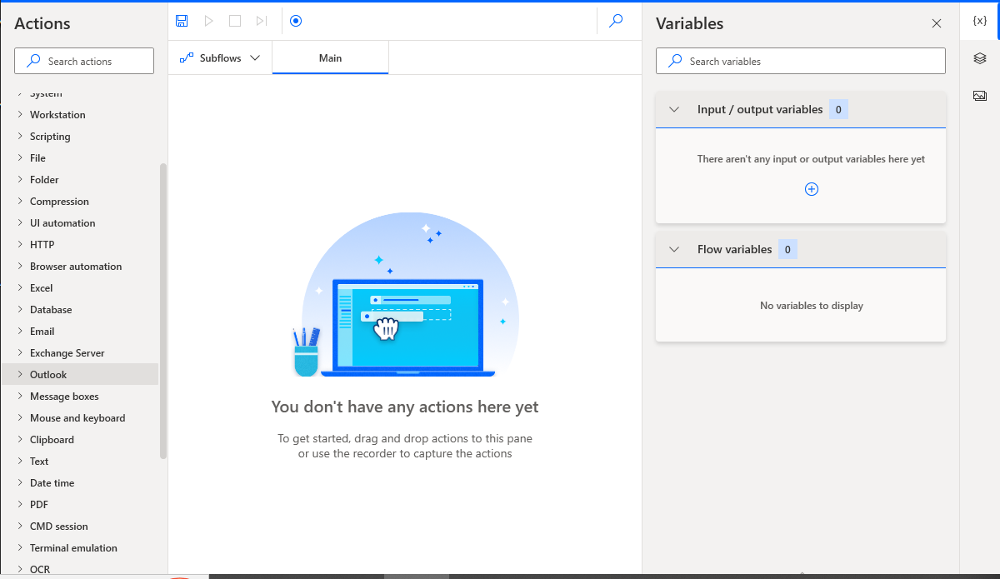 Actions
Search actions
System
Workstation
Scripting
File
Folder
Compression
UI automation
HTTP
Browser automation
Excel
Database
Email
Exchange Server
Outlook
Message boxes
Mouse and keyboard
Clipboard
Text
Date time
PDF
CMD session
Terminal emulation
OCR
Subflows
Main
You don't have any actions here yet
To get started, drag and drop actions to this pane
or use the recorder to capture the actions
Variables
Search variables
Input / output variables 0
There aren't any input or output variables here yet
Flow variables 0
No variables to display
{x}